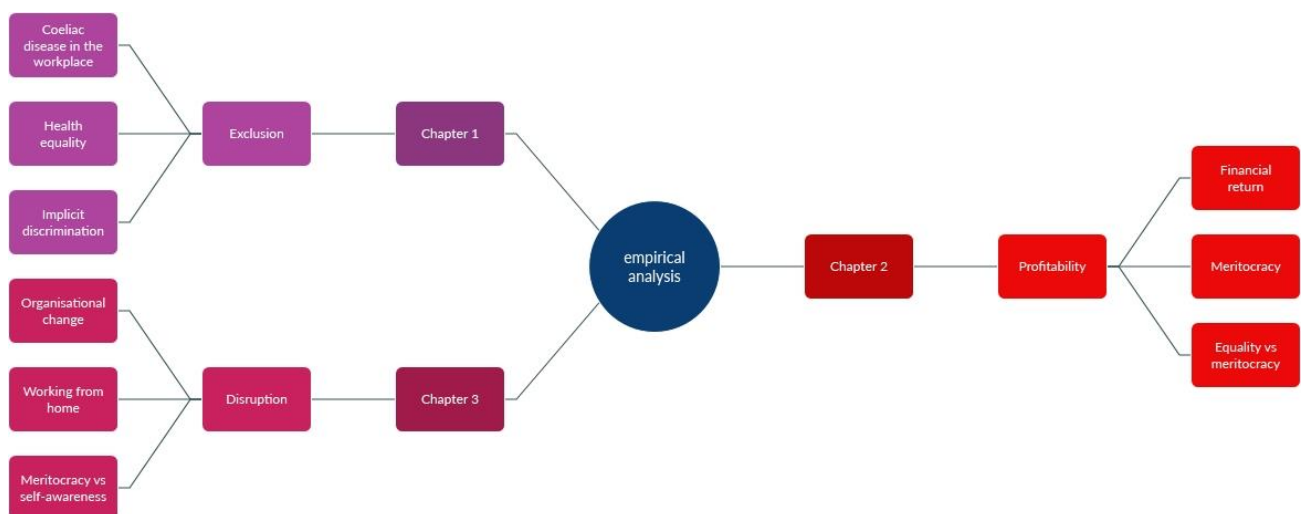 Coeliac
disease in the
workplace
Health
equality
Implicit
discrimination
Exclusion
Chapter 1
Organisational
change
Working from
home
Meritocracy vs
self-awareness
Disruption
Chapter 3
empirical
analysis
Chapter 2
Profitability
Financial
return
Meritocracy
Equality vs
meritocracy